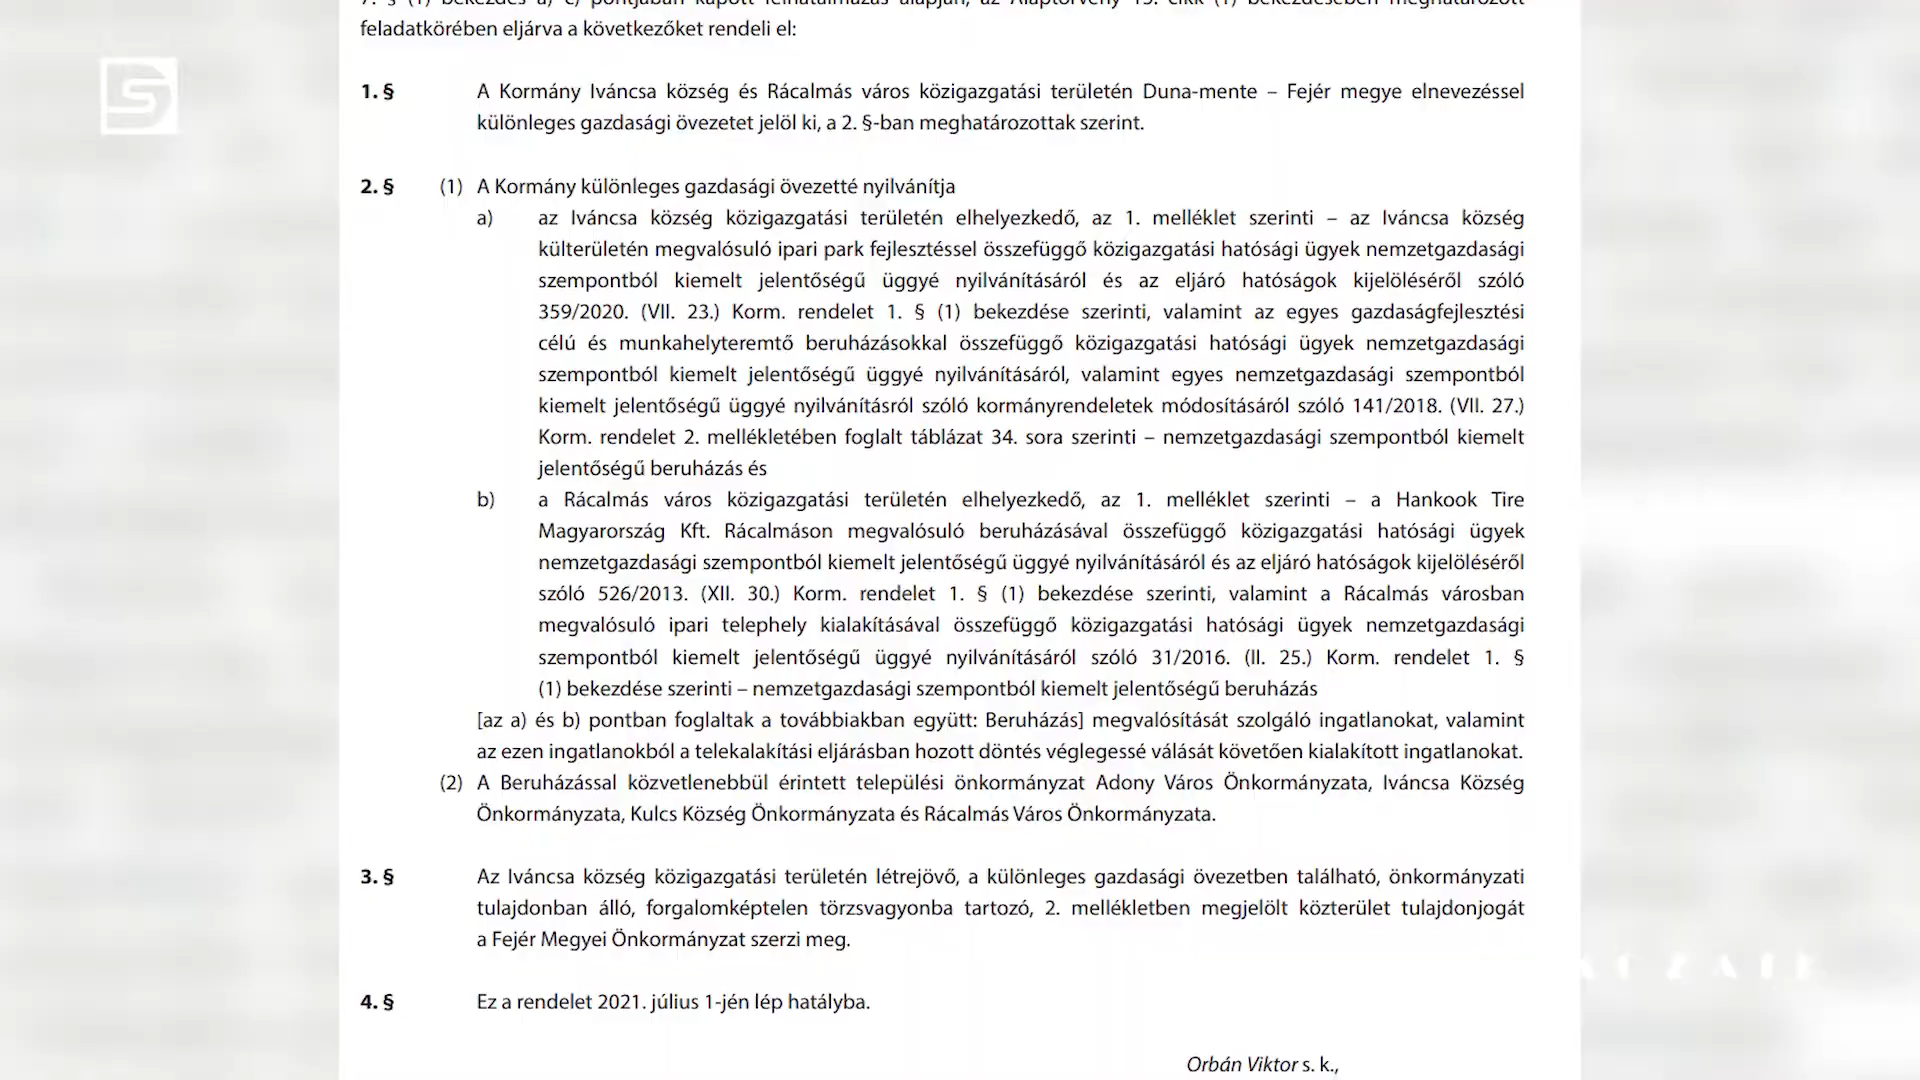 7. § (1) bekezdés a)–c) pontjában kapott felhatalmazás alapján, az Alaptörvény 15. cikk (1) bekezdésében meghatározott
feladatkörében eljárva a következőket rendeli el:
1. § A Kormány Iváncsa község és Rácalmás város közigazgatási területén Duna-mente – Fejér megye elnevezéssel
különleges gazdasági övezetet jelöl ki, a 2. §-ban meghatározottak szerint.
2. § (1) A Kormány különleges gazdasági övezetté nyilvánítja
a) az Iváncsa község közigazgatási területén elhelyezkedő, az 1. melléklet szerinti – az Iváncsa község
külterületén megvalósuló ipari park fejlesztéssel összefüggő közigazgatási hatósági ügyek nemzetgazdasági
szempontból kiemelt jelentőségű üggyé nyilvánításáról és az eljáró hatóságok kijelöléséről szóló
359/2020. (VII. 23.) Korm. rendelet 1. § (1) bekezdése szerinti, valamint az egyes gazdaságfejlesztési
célú és munkahelyteremtő beruházásokkal összefüggő közigazgatási hatósági ügyek nemzetgazdasági
szempontból kiemelt jelentőségű üggyé nyilvánításáról, valamint egyes nemzetgazdasági szempontból
kiemelt jelentőségű üggyé nyilvánításról szóló kormányrendeletek módosításáról szóló 141/2018. (VII. 27.)
Korm. rendelet 2. mellékletében foglalt táblázat 34. sora szerinti – nemzetgazdasági szempontból kiemelt
jelentőségű beruházás és
b) a Rácalmás város közigazgatási területén elhelyezkedő, az 1. melléklet szerinti – a Hankook Tire
Magyarország Kft. Rácalmáson megvalósuló beruházásával összefüggő közigazgatási hatósági ügyek
nemzetgazdasági szempontból kiemelt jelentőségű üggyé nyilvánításáról és az eljáró hatóságok kijelöléséről
szóló 526/2013. (XII. 30.) Korm. rendelet 1. § (1) bekezdése szerinti, valamint a Rácalmás városban
megvalósuló ipari telephely kialakításával összefüggő közigazgatási hatósági ügyek nemzetgazdasági
szempontból kiemelt jelentőségű üggyé nyilvánításáról szóló 31/2016. (II. 25.) Korm. rendelet 1. §
(1) bekezdése szerinti – nemzetgazdasági szempontból kiemelt jelentőségű beruházás
[az a) és b) pontban foglaltak a továbbiakban együtt: Beruházás] megvalósítását szolgáló ingatlanokat, valamint
az ezen ingatlanokból a telekalakítási eljárásban hozott döntés véglegessé válását követően kialakított ingatlanokat.
(2) A Beruházással közvetlenebbül érintett települési önkormányzat Adony Város Önkormányzata, Iváncsa Község
Önkormányzata, Kulcs Község Önkormányzata és Rácalmás Város Önkormányzata.
3. § Az Iváncsa község közigazgatási területén létrejövő, a különleges gazdasági övezetben található, önkormányzati
tulajdonban álló, forgalomképtelen törzsvagyonba tartozó, 2. mellékletben megjelölt közterület tulajdonjogát
a Fejér Megyei Önkormányzat szerzi meg.
4. § Ez a rendelet 2021. július 1-jén lép hatályba.
Orbán Viktor s. k.,